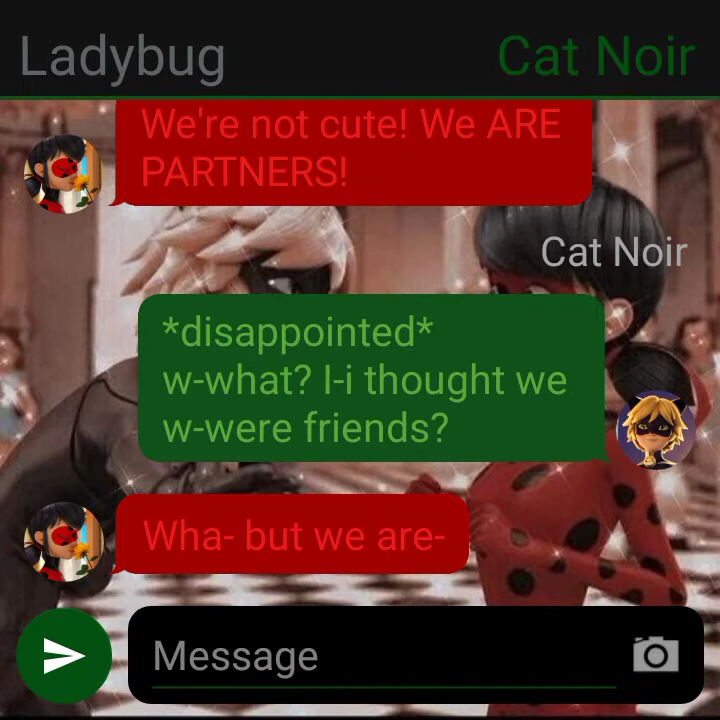 Ladybug Cat Noir
We're not cute! We ARE
PARTNERS!
Cat Noir
*disappointed*
w-what? I-i thought we
w-were friends?
Wha- but we are-
Message